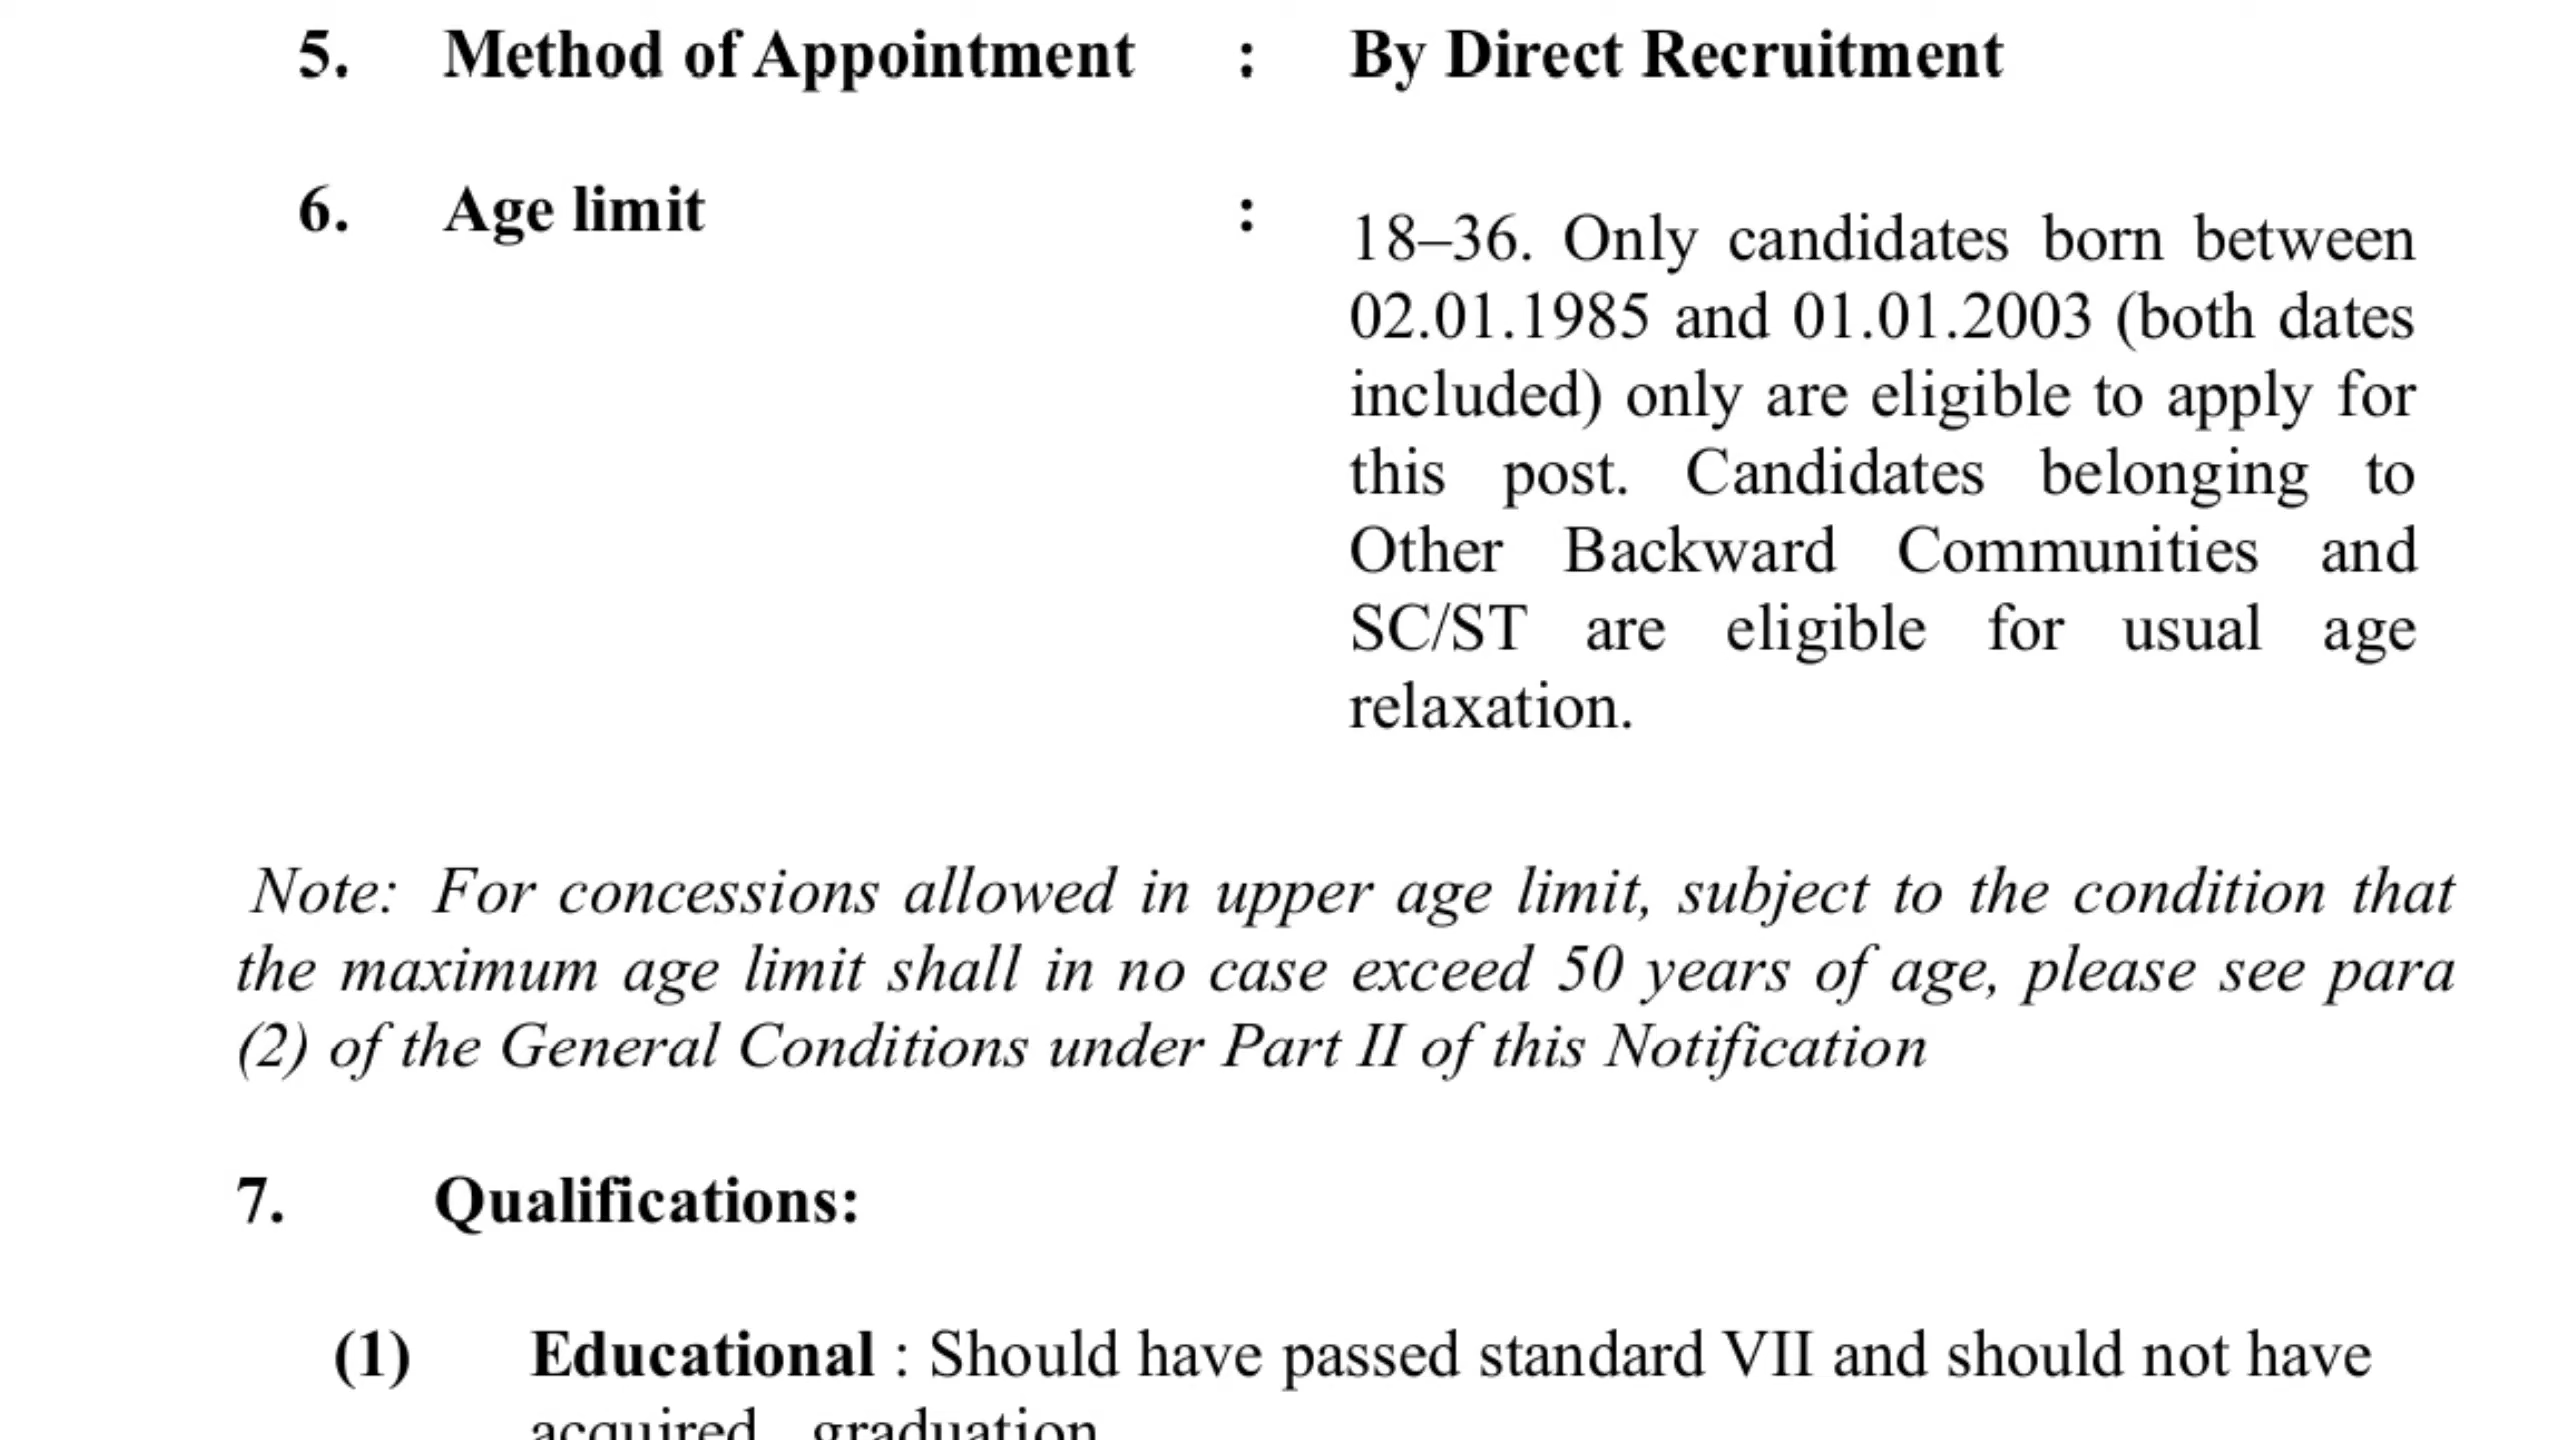 5. Method of Appointment : By Direct Recruitment
6. Age limit : 18–36. Only candidates born between
02.01.1985 and 01.01.2003 (both dates
included) only are eligible to apply for
this post. Candidates belonging to
Other Backward Communities and
SC/ST are eligible for usual age
relaxation.
Note: For concessions allowed in upper age limit, subject to the condition that
the maximum age limit shall in no case exceed 50 years of age, please see para
(2) of the General Conditions under Part II of this Notification
7. Qualifications:
(1) Educational : Should have passed standard VII and should not have
acquired graduation